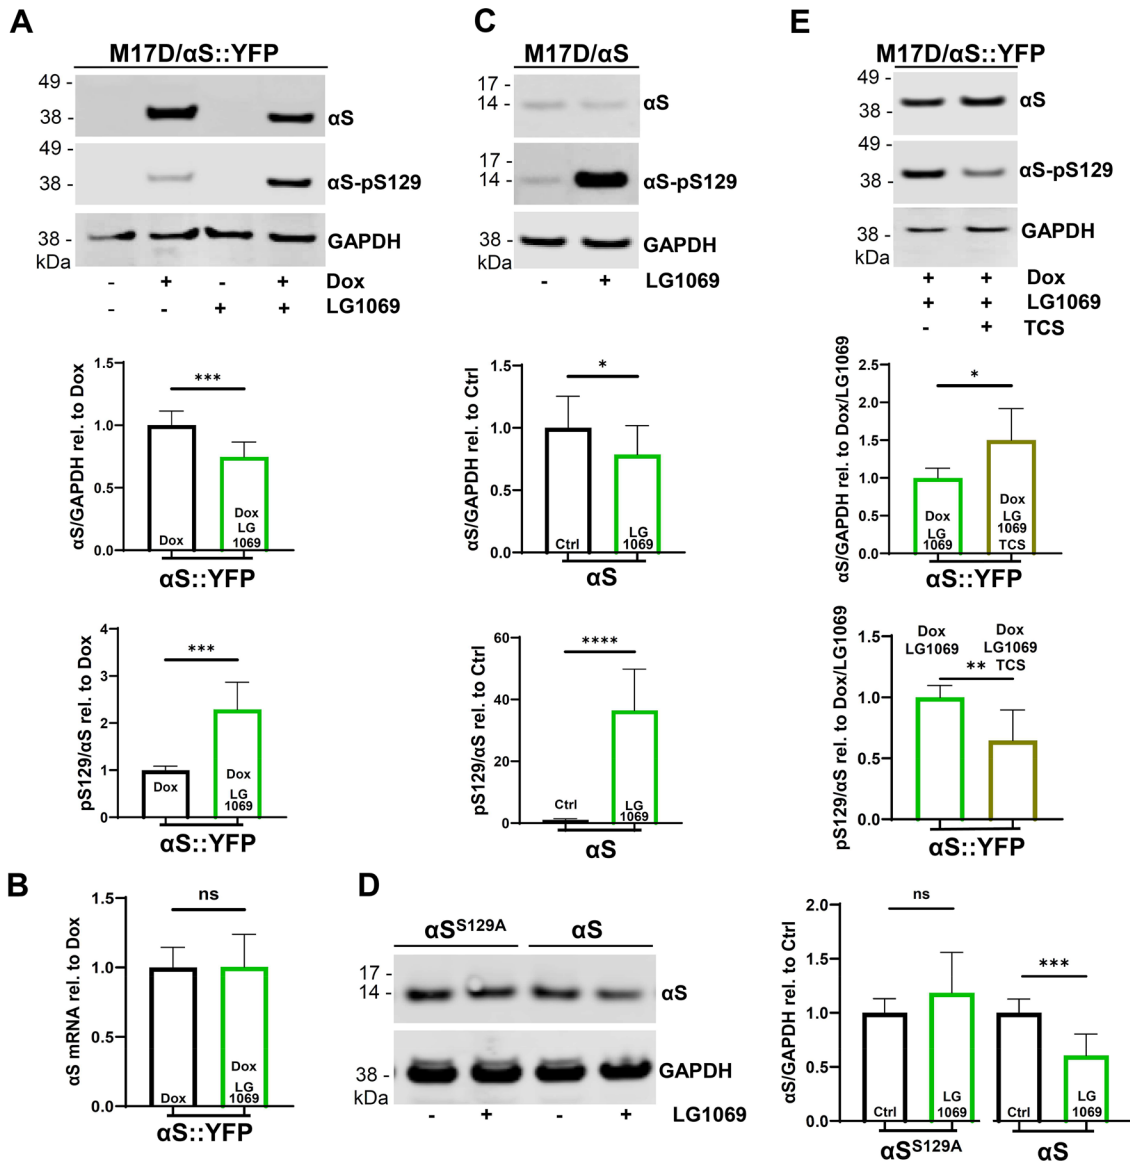 A
M17D/αS::YFP
49 -
38 -
αS
49 -
38 -
αS-pS129
38 -
GAPDH
kDa
- + - + Dox
- - + + LG1069
αS/GAPDH rel. to Dox
1.5
1.0
0.5
0.0
***
Dox
Dox
LG
1069
αS::YFP
pS129/αS rel. to Dox
4
3
2
1
0
***
Dox
Dox
LG
1069
αS::YFP
B
αS mRNA rel. to Dox
1.5
1.0
0.5
0.0
ns
Dox
Dox
LG
1069
αS::YFP
C
M17D/αS
17 -
14 -
αS
17 -
14 -
αS-pS129
38 -
GAPDH
kDa
- + LG1069
αS/GAPDH rel. to Ctrl
1.5
1.0
0.5
0.0
*
Ctrl
LG
1069
αS
pS129/αS rel. to Ctrl
60
40
20
0
****
Ctrl
LG
1069
αS
D
αS^S129A αS
17 -
14 -
αS
38 -
GAPDH
kDa
- + - + LG1069
αS/GAPDH rel. to Ctrl
2.0
1.5
1.0
0.5
0.0
ns
***
Ctrl
LG
1069
Ctrl
LG
1069
αS^S129A αS
E
M17D/αS::YFP
49 -
38 -
αS
49 -
38 -
αS-pS129
38 -
GAPDH
kDa
+ + Dox
+ + LG1069
- + TCS
αS/GAPDH rel. to Dox/LG1069
2.5
2.0
1.5
1.0
0.5
0.0
*
Dox
LG
1069
Dox
LG
1069
TCS
αS::YFP
pS129/αS rel. to Dox/LG1069
1.5
1.0
0.5
0.0
Dox
LG1069
Dox
LG1069
TCS
**
αS::YFP